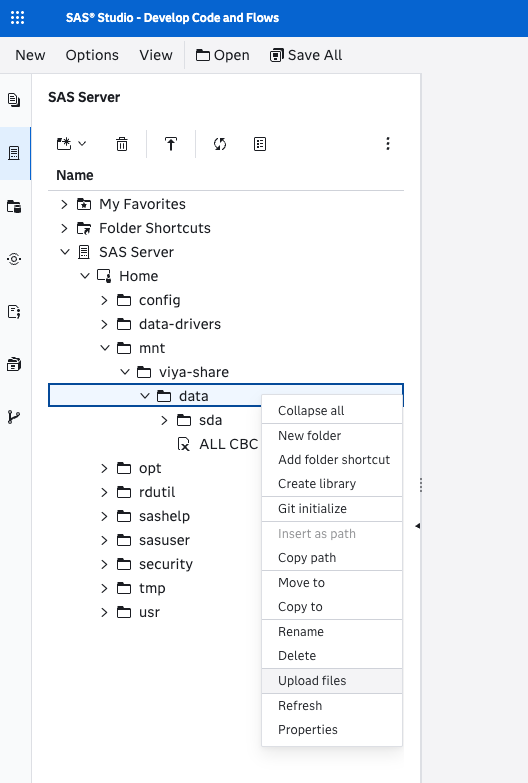 SAS® Studio - Develop Code and Flows
New Options View Open Save All
SAS Server
Name
My Favorites
Folder Shortcuts
SAS Server
Home
config
data-drivers
mnt
viya-share
data
sda
ALL CBC
opt
rdutil
sashelp
sasuser
security
tmp
usr
Collapse all
New folder
Add folder shortcut
Create library
Git initialize
Insert as path
Copy path
Move to
Copy to
Rename
Delete
Upload files
Refresh
Properties